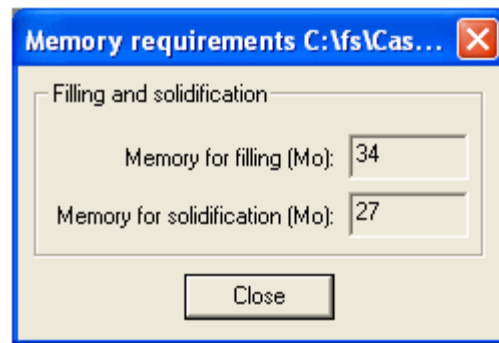 Memory requirements C:\fs\Cas...
Filling and solidification
Memory for filling (Mo): 34
Memory for solidification (Mo): 27
Close